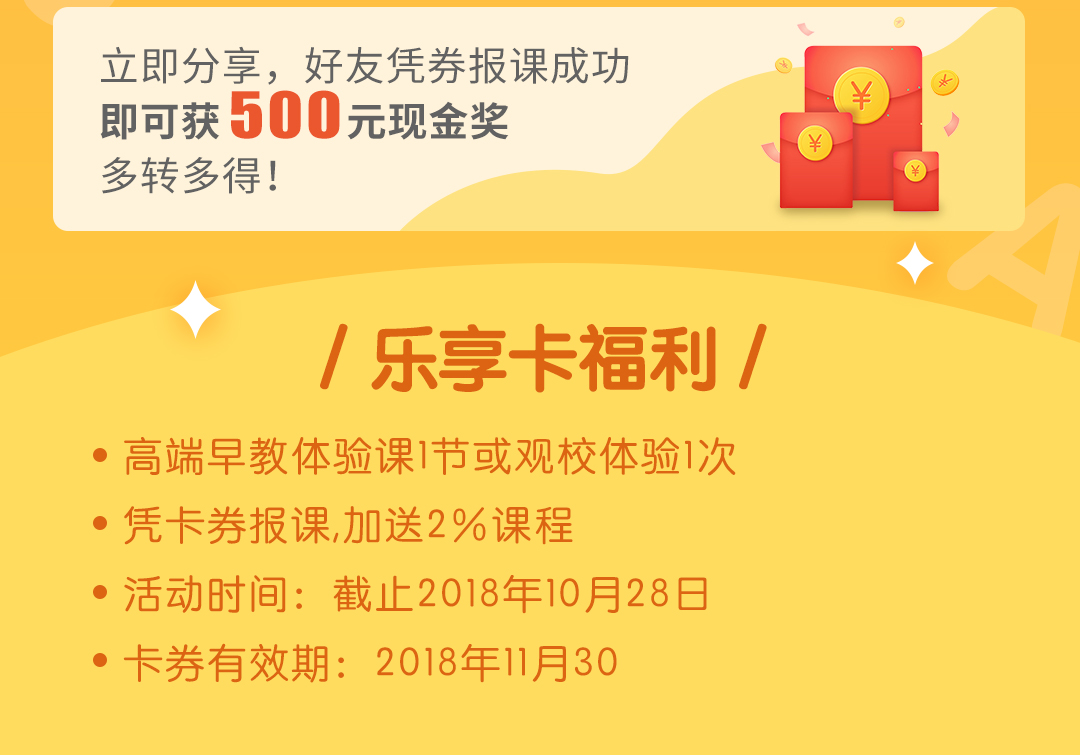 立即分享，好友凭券报课成功
即可获500元现金奖
多转多得！
/ 乐享卡福利 /
• 高端早教体验课1节或观校体验1次
• 凭卡券报课,加送2%课程
• 活动时间：截止2018年10月28日
• 卡券有效期：2018年11月30